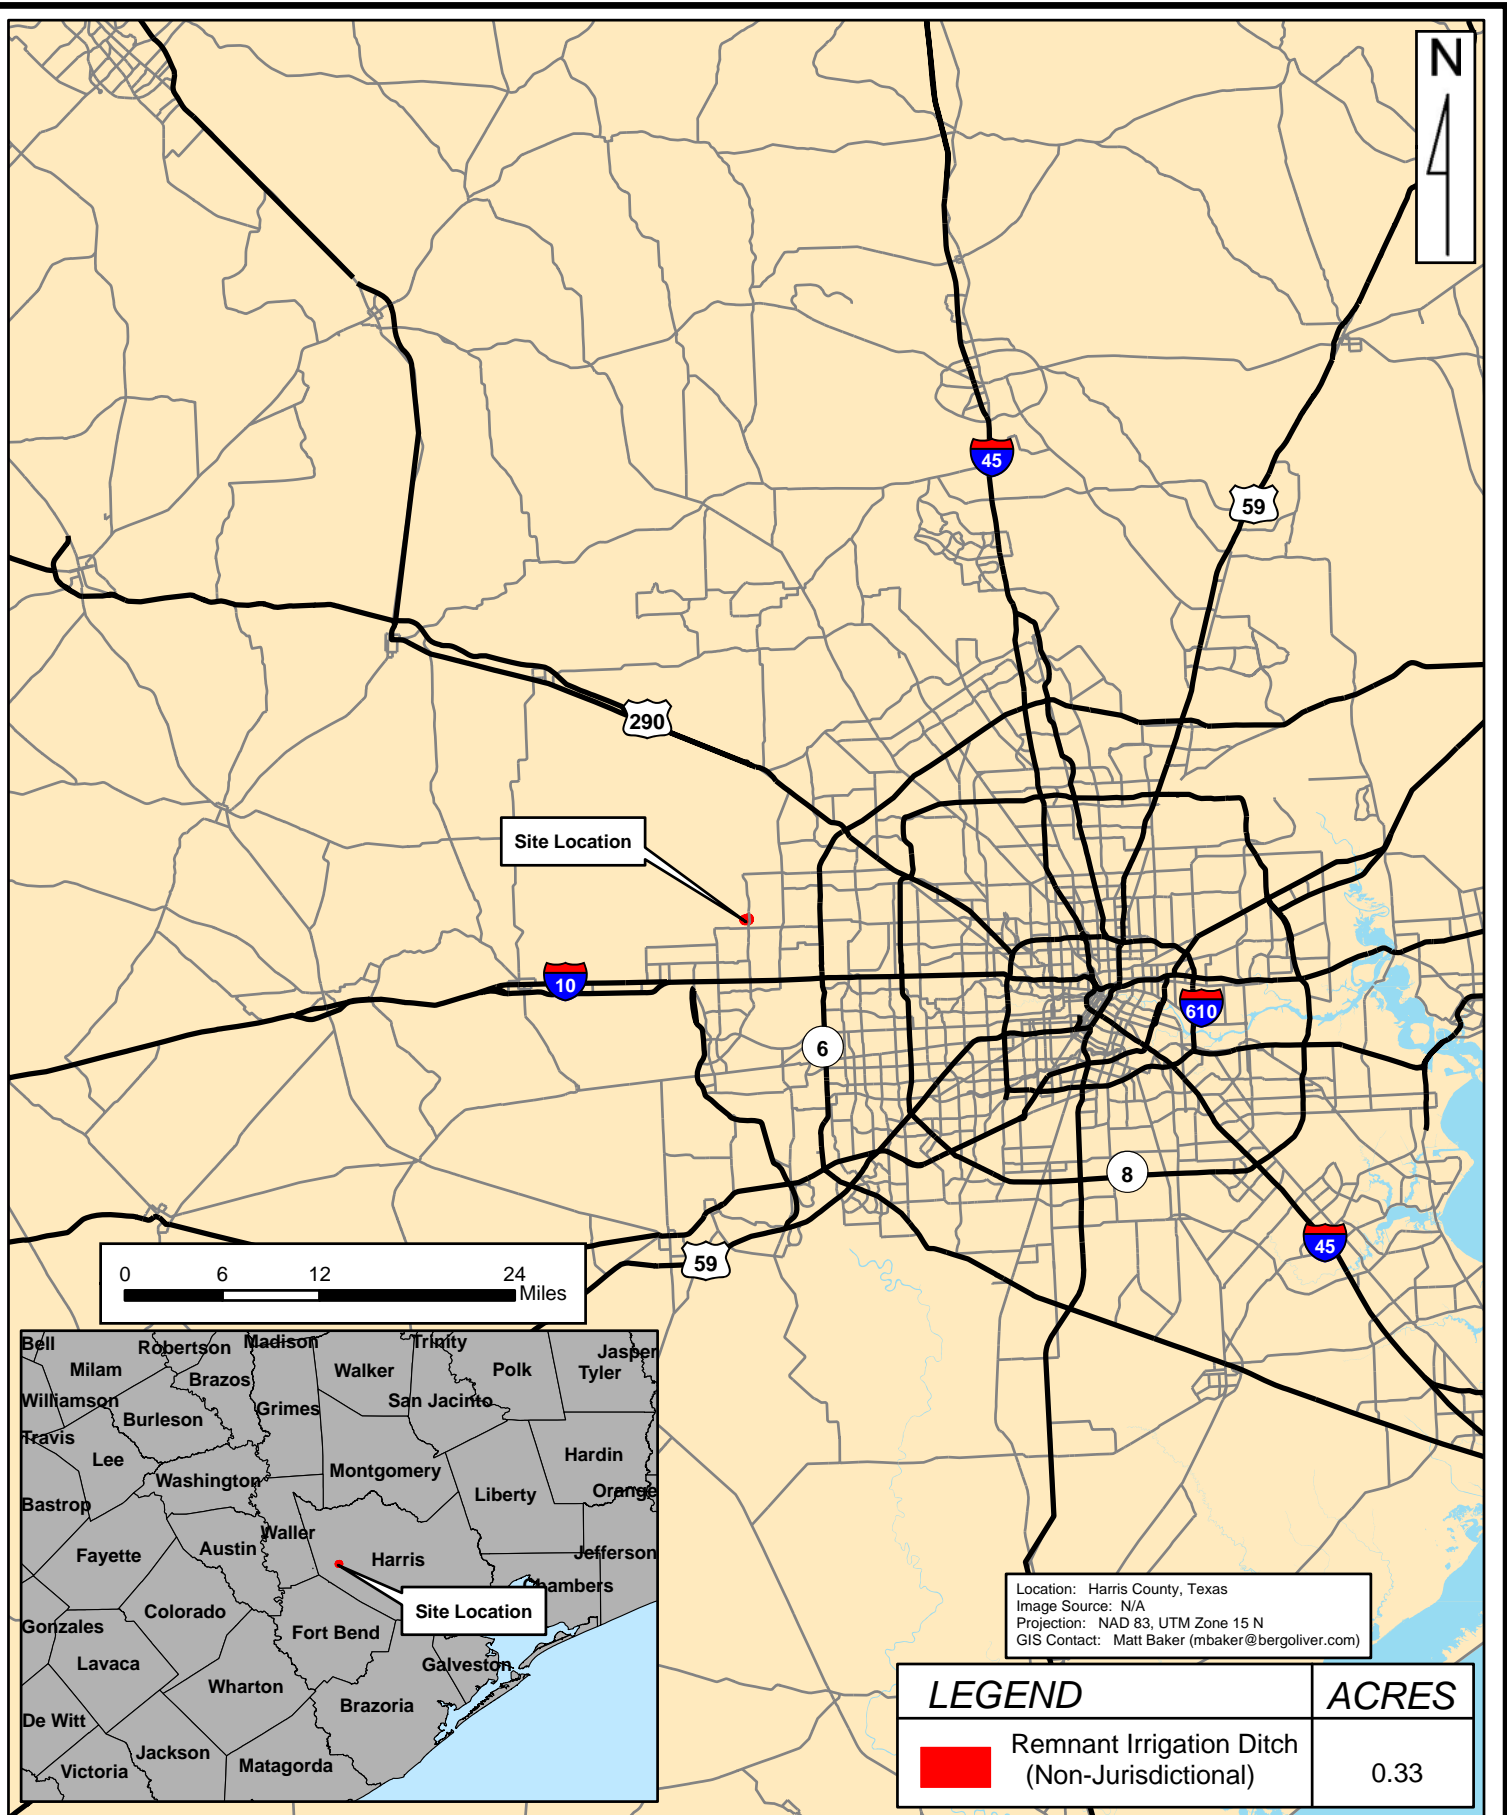 N
45
59
290
Site Location
10
610
6
8
45
59
0 6 12 24
Miles
Bell
Robertson
Madison
Trinity
Jasper
Milam
Brazos
Walker
Polk
Tyler
Williamson
Burleson
Grimes
San Jacinto
Travis
Lee
Washington
Montgomery
Hardin
Bastrop
Liberty
Orange
Waller
Fayette
Austin
Harris
Jefferson
Chambers
Site Location
Colorado
Gonzales
Fort Bend
Lavaca
Galveston
Wharton
Brazoria
De Witt
Jackson
Matagorda
Victoria
Location: Harris County, Texas
Image Source: N/A
Projection: NAD 83, UTM Zone 15 N
GIS Contact: Matt Baker (mbaker@bergoliver.com)
LEGEND ACRES
Remnant Irrigation Ditch
(Non-Jurisdictional) 0.33